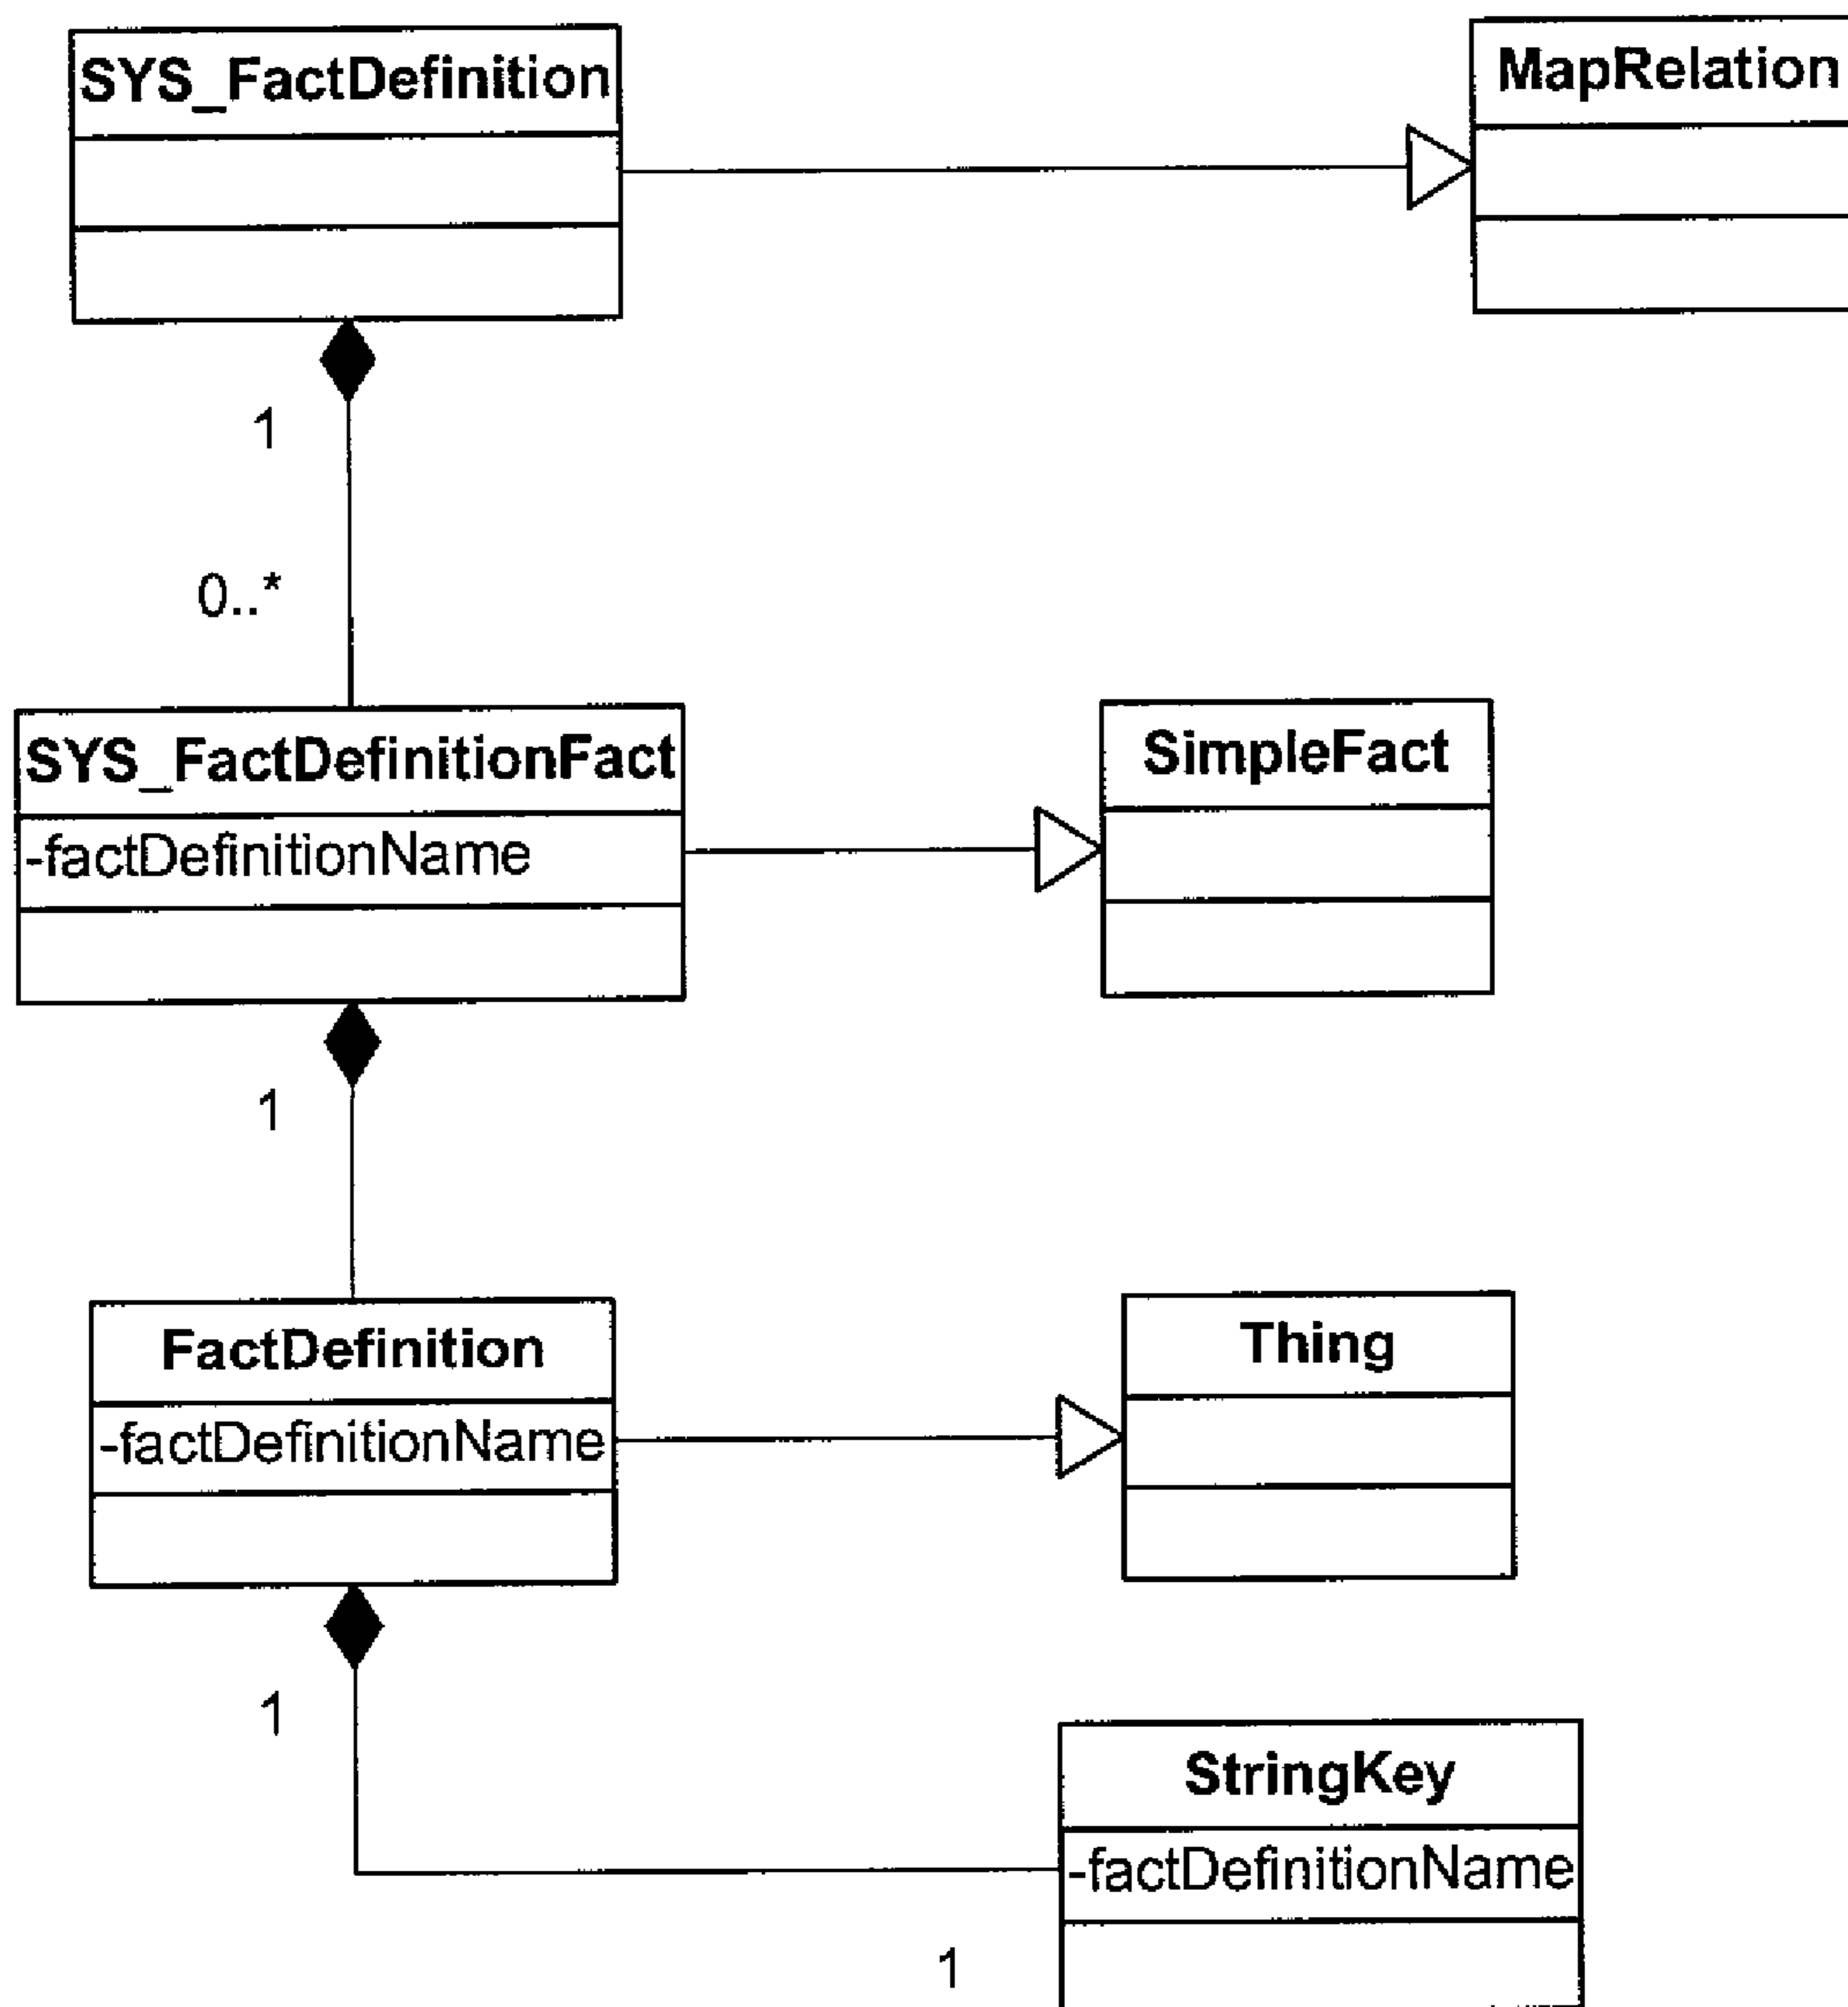 SYS_FactDefinition
MapRelation
1
0..*
SYS_FactDefinitionFact
-factDefinitionName
SimpleFact
1
FactDefinition
-factDefinitionName
Thing
1
StringKey
-factDefinitionName
1